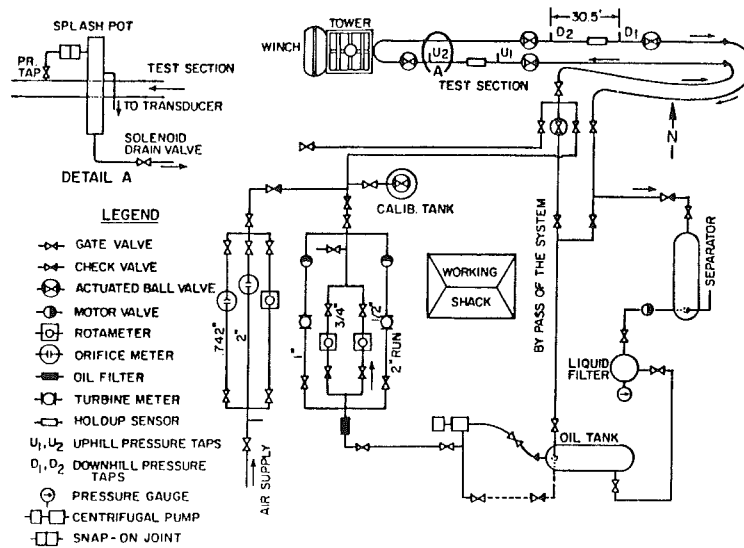 SPLASH POT
PR.
TAP
TEST SECTION
TO TRANSDUCER
SOLENOID
DRAIN VALVE
DETAIL A
TOWER
WINCH
30.5'
D2
D1
U2
U1
A
TEST SECTION
N
CALIB. TANK
LEGEND
GATE VALVE
CHECK VALVE
ACTUATED BALL VALVE
MOTOR VALVE
ROTAMETER
ORIFICE METER
OIL FILTER
TURBINE METER
HOLDUP SENSOR
U1, U2 UPHILL PRESSURE TAPS
D1, D2 DOWNHILL PRESSURE
TAPS
PRESSURE GAUGE
CENTRIFUGAL PUMP
SNAP-ON JOINT
.742"
2"
1"
3/4"
1/2"
2" RUN
AIR SUPPLY
WORKING
SHACK
BY PASS OF THE SYSTEM
SEPARATOR
LIQUID
FILTER
OIL TANK